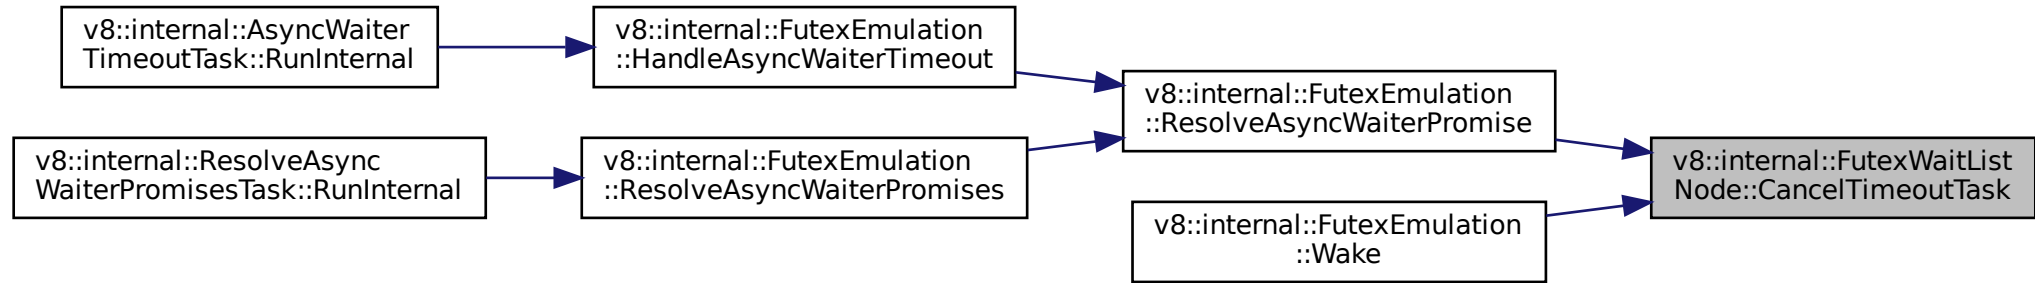 v8::internal::AsyncWaiter
TimeoutTask::RunInternal
v8::internal::FutexEmulation
::HandleAsyncWaiterTimeout
v8::internal::FutexEmulation
::ResolveAsyncWaiterPromise
v8::internal::ResolveAsync
WaiterPromisesTask::RunInternal
v8::internal::FutexEmulation
::ResolveAsyncWaiterPromises
v8::internal::FutexWaitList
Node::CancelTimeoutTask
v8::internal::FutexEmulation
::Wake